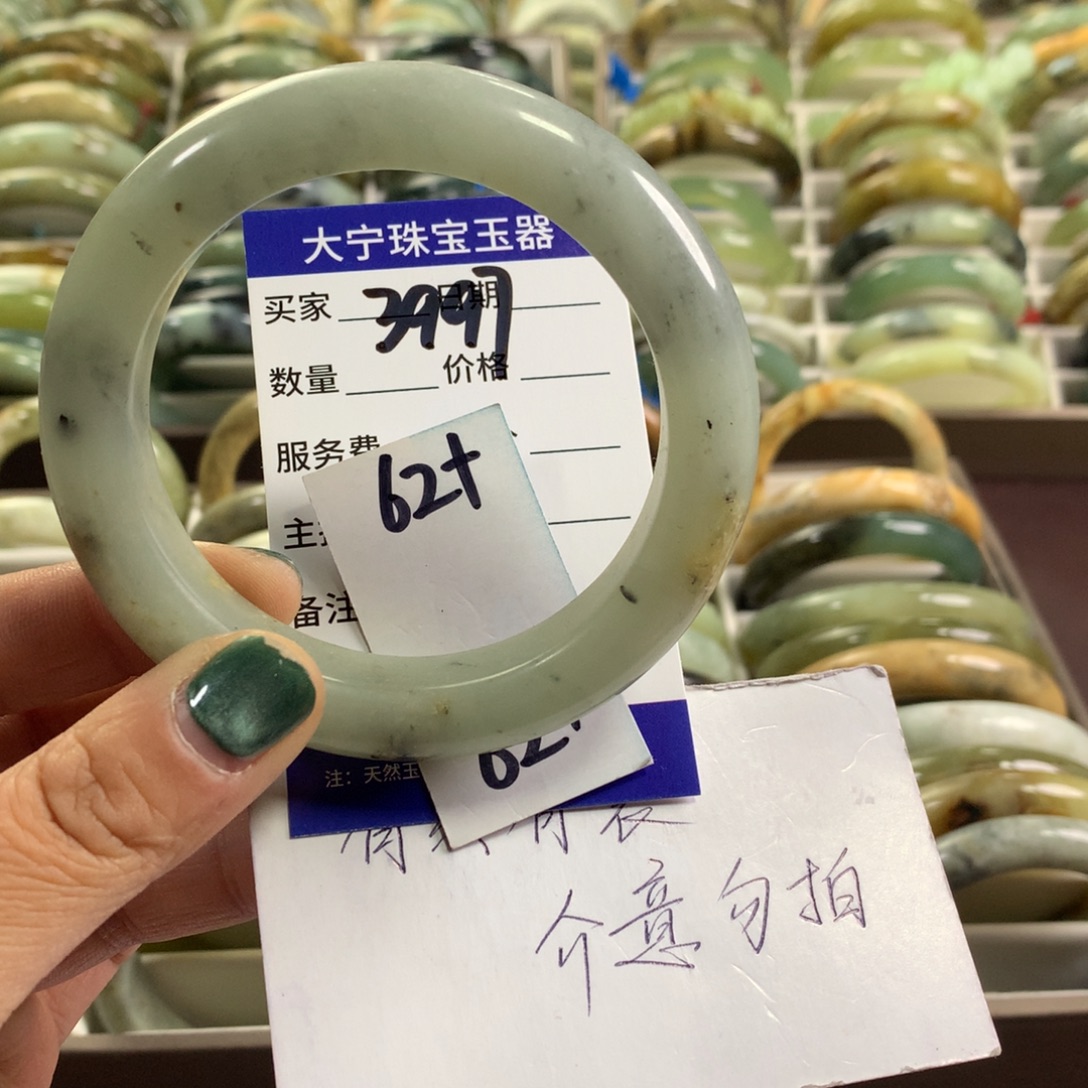 大宁珠宝玉器
买家 3997 日期
数量 价格
服务费
62+
主
备注
62
注：天然玉
介意勿拍